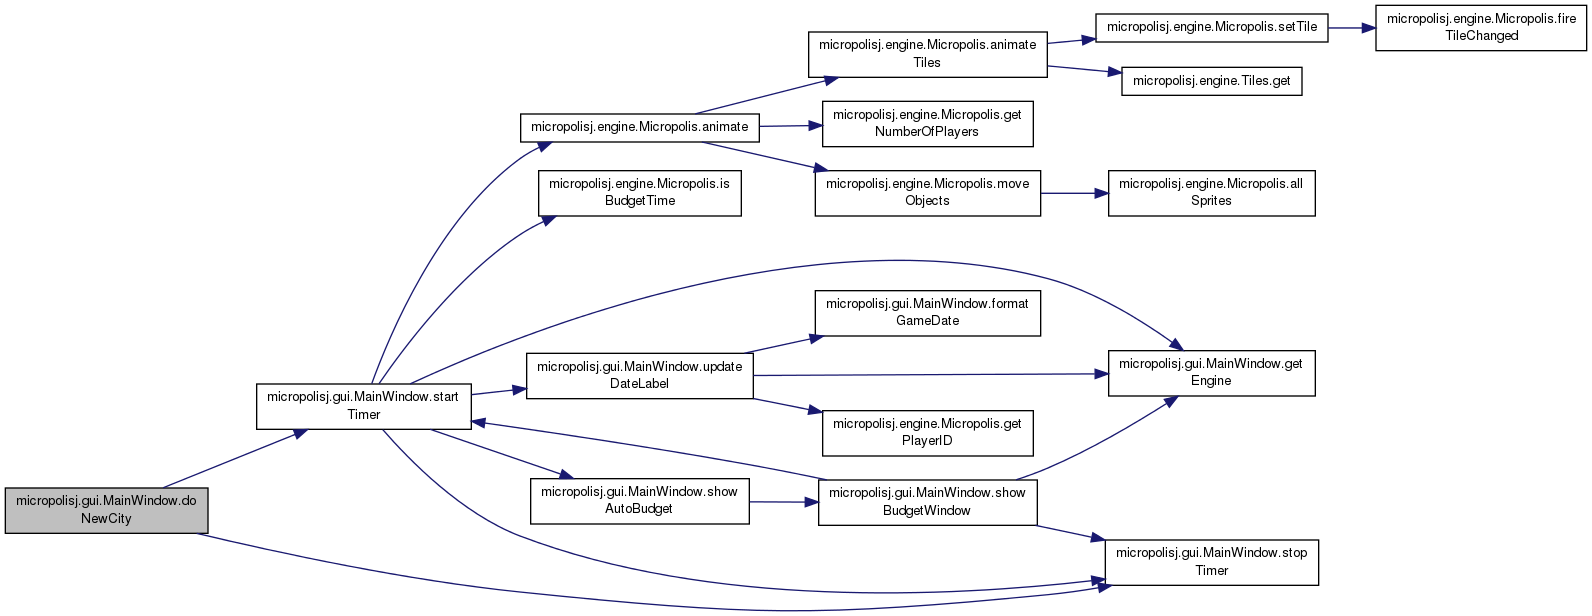 micropolisj.engine.Micropolis.fire
TileChanged
micropolisj.engine.Micropolis.setTile
micropolisj.engine.Micropolis.animate
Tiles
micropolisj.engine.Tiles.get
micropolisj.engine.Micropolis.get
NumberOfPlayers
micropolisj.engine.Micropolis.animate
micropolisj.engine.Micropolis.is
BudgetTime
micropolisj.engine.Micropolis.move
Objects
micropolisj.engine.Micropolis.all
Sprites
micropolisj.gui.MainWindow.format
GameDate
micropolisj.gui.MainWindow.update
DateLabel
micropolisj.gui.MainWindow.get
Engine
micropolisj.gui.MainWindow.start
Timer
micropolisj.engine.Micropolis.get
PlayerID
micropolisj.gui.MainWindow.show
AutoBudget
micropolisj.gui.MainWindow.show
BudgetWindow
micropolisj.gui.MainWindow.do
NewCity
micropolisj.gui.MainWindow.stop
Timer